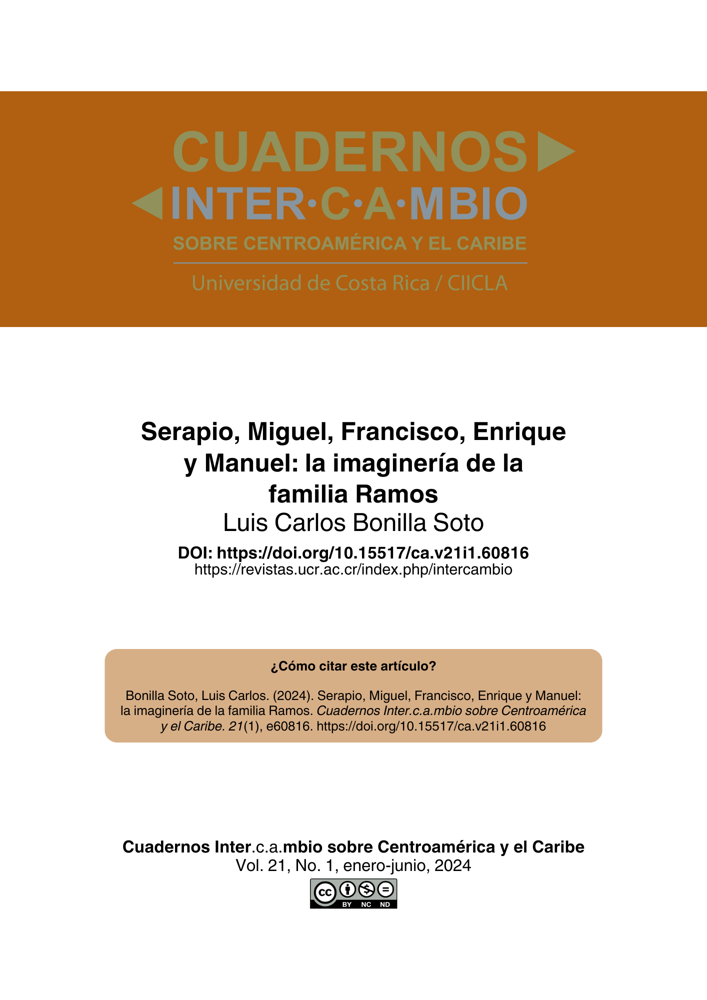 CUADERNOS
INTER·C·A·MBIO
SOBRE CENTROAMÉRICA Y EL CARIBE
Universidad de Costa Rica / CIICLA
Serapio, Miguel, Francisco, Enrique
y Manuel: la imaginería de la
familia Ramos
Luis Carlos Bonilla Soto
DOI: https://doi.org/10.15517/ca.v21i1.60816
https://revistas.ucr.ac.cr/index.php/intercambio
¿Cómo citar este artículo?
Bonilla Soto, Luis Carlos. (2024). Serapio, Miguel, Francisco, Enrique y Manuel:
la imaginería de la familia Ramos. Cuadernos Inter.c.a.mbio sobre Centroamérica
y el Caribe. 21(1), e60816. https://doi.org/10.15517/ca.v21i1.60816
Cuadernos Inter.c.a.mbio sobre Centroamérica y el Caribe
Vol. 21, No. 1, enero-junio, 2024
cc
BY NC ND